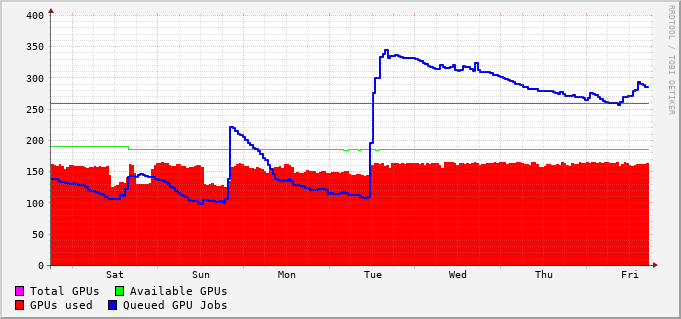 400
350
300
250
200
150
100
50
0
Sat Sun Mon Tue Wed Thu Fri
RRDTOOL / TOBI OETIKER
Total GPUs Available GPUs
GPUs used Queued GPU Jobs